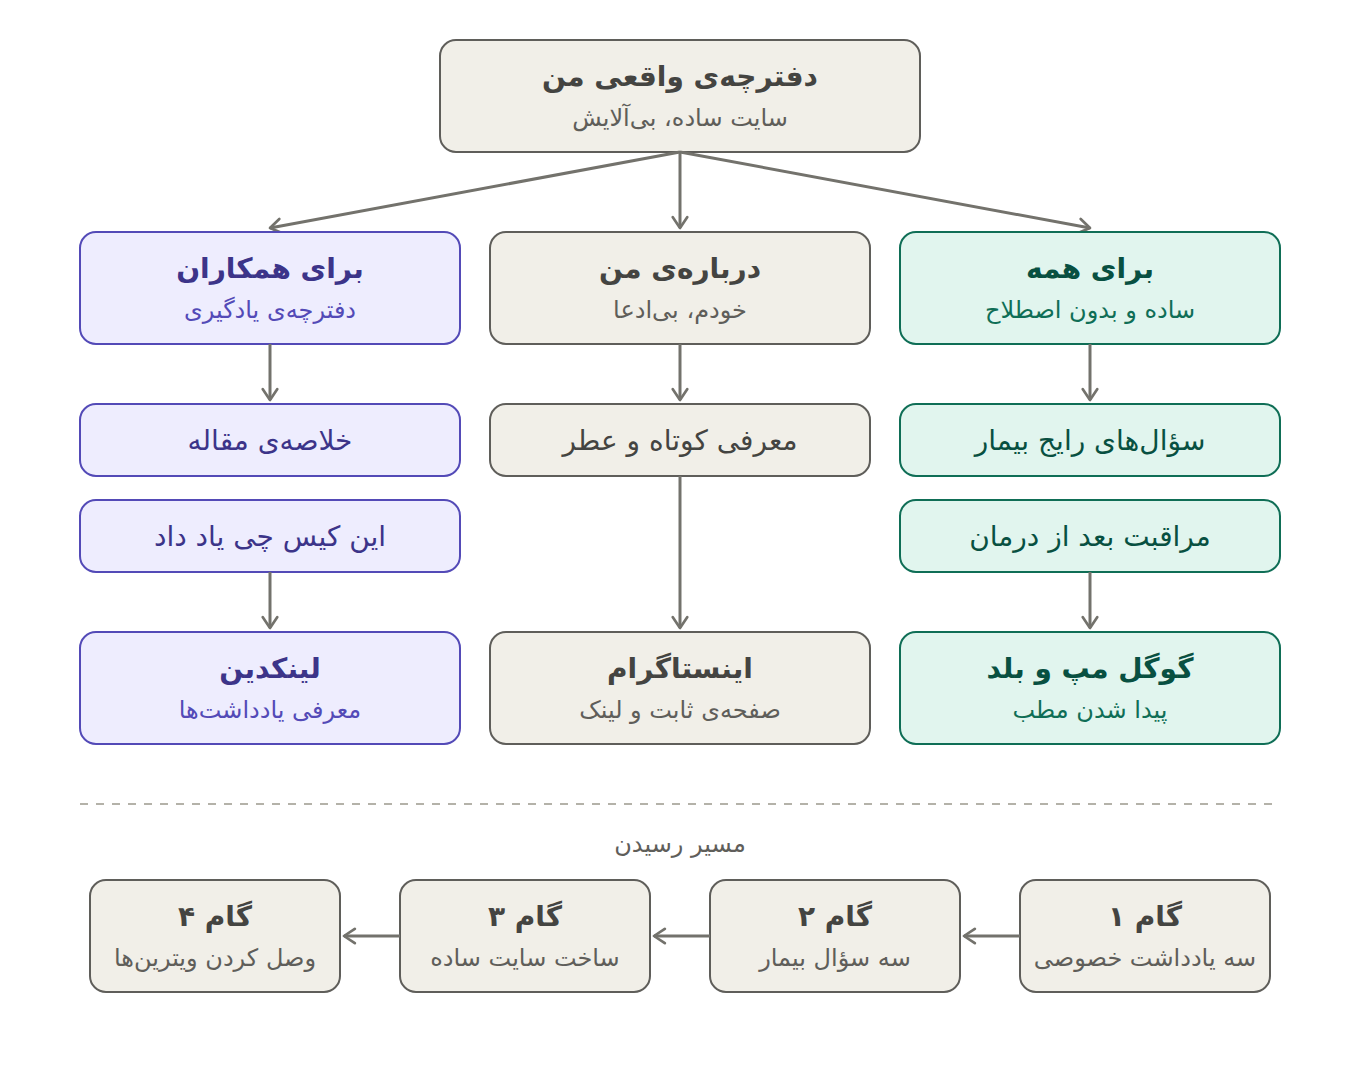 دفترچه‌ی واقعی من
سایت ساده، بی‌آلایش
برای همه
ساده و بدون اصطلاح
درباره‌ی من
خودم، بی‌ادعا
برای همکاران
دفترچه‌ی یادگیری
سؤال‌های رایج بیمار
معرفی کوتاه و عطر
خلاصه‌ی مقاله
مراقبت بعد از درمان
این کیس چی یاد داد
گوگل مپ و بلد
پیدا شدن مطب
اینستاگرام
صفحه‌ی ثابت و لینک
لینکدین
معرفی یادداشت‌ها
مسیر رسیدن
گام ۱
سه یادداشت خصوصی
گام ۲
سه سؤال بیمار
گام ۳
ساخت سایت ساده
گام ۴
وصل کردن ویترین‌ها